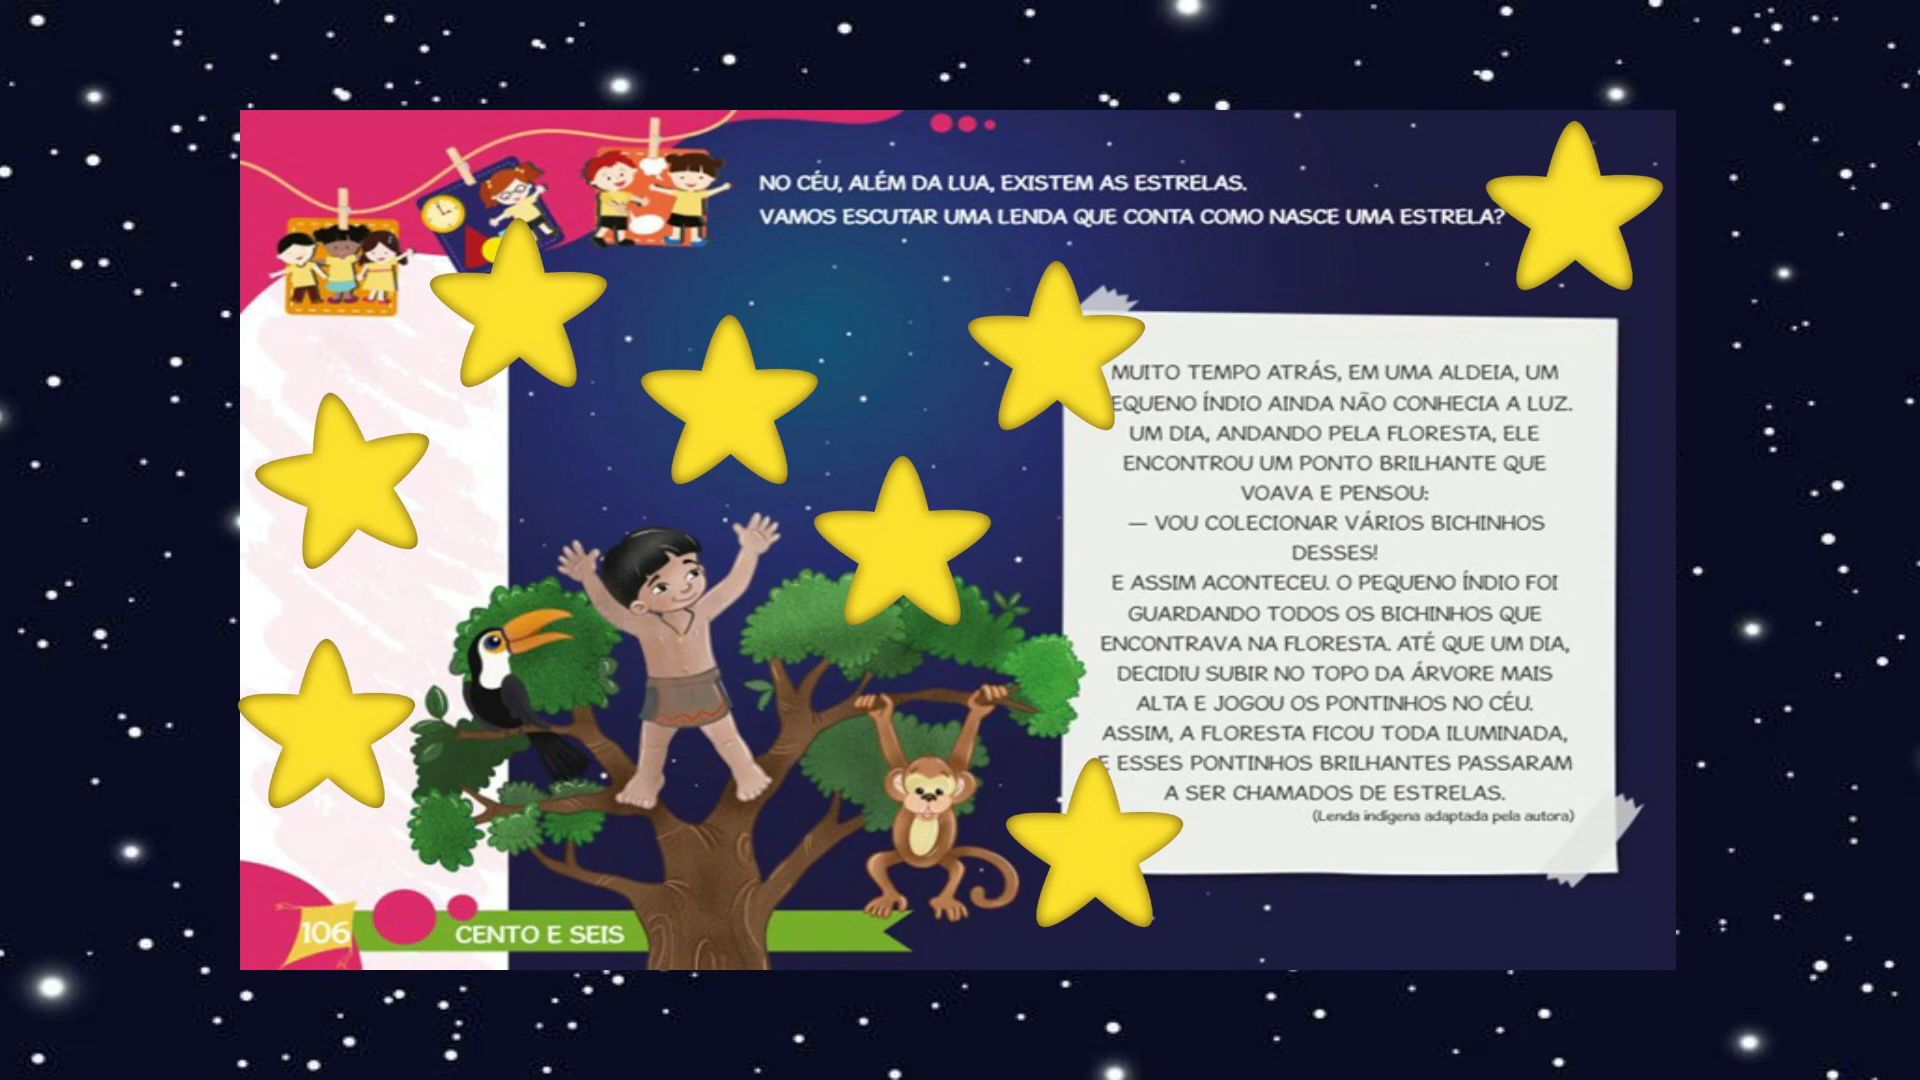 NO CÉU, ALÉM DA LUA, EXISTEM AS ESTRELAS.
VAMOS ESCUTAR UMA LENDA QUE CONTA COMO NASCE UMA ESTRELA?
MUITO TEMPO ATRÁS, EM UMA ALDEIA, UM
EQUENO ÍNDIO AINDA NÃO CONHECIA A LUZ.
UM DIA, ANDANDO PELA FLORESTA, ELE
ENCONTROU UM PONTO BRILHANTE QUE
VOAVA E PENSOU:
— VOU COLECIONAR VÁRIOS BICHINHOS
DESSES!
E ASSIM ACONTECEU. O PEQUENO ÍNDIO FOI
GUARDANDO TODOS OS BICHINHOS QUE
ENCONTRAVA NA FLORESTA. ATÉ QUE UM DIA,
DECIDIU SUBIR NO TOPO DA ÁRVORE MAIS
ALTA E JOGOU OS PONTINHOS NO CÉU.
ASSIM, A FLORESTA FICOU TODA ILUMINADA,
E ESSES PONTINHOS BRILHANTES PASSARAM
A SER CHAMADOS DE ESTRELAS.
(Lenda indígena adaptada pela autora)
106
CENTO E SEIS